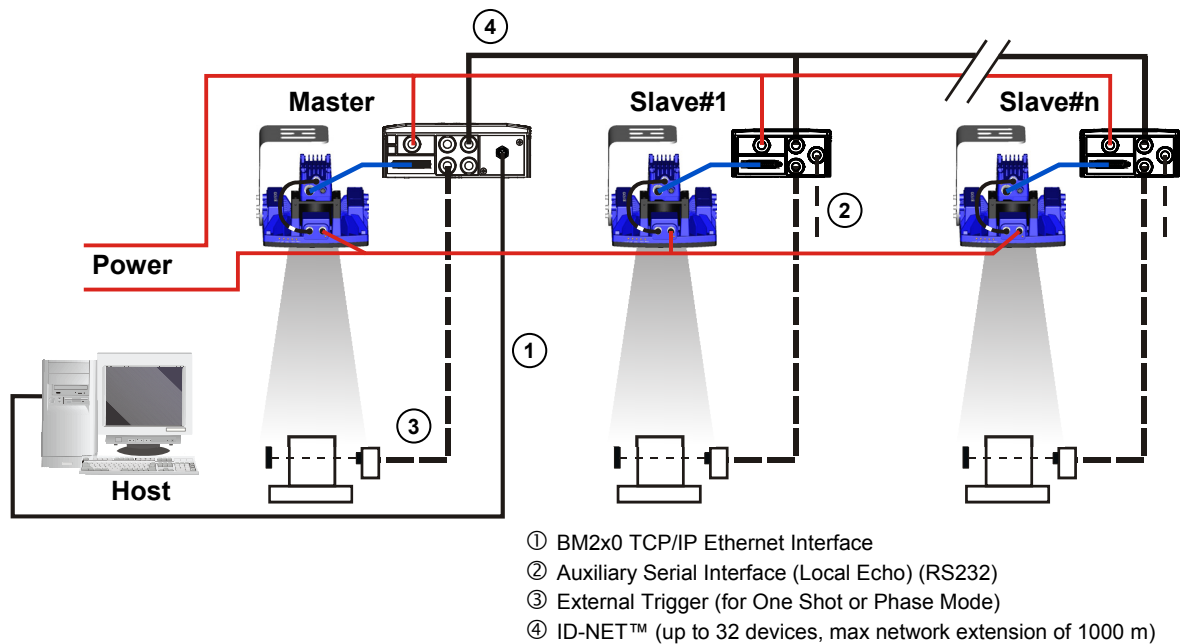 ④
Master
Slave#1
Slave#n
②
Power
①
③
Host
① BM2x0 TCP/IP Ethernet Interface
② Auxiliary Serial Interface (Local Echo) (RS232)
③ External Trigger (for One Shot or Phase Mode)
④ ID-NET™ (up to 32 devices, max network extension of 1000 m)